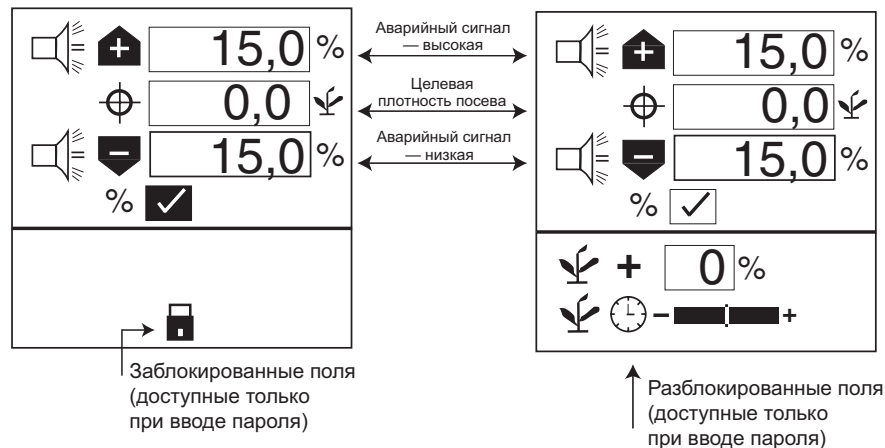 + 15,0 %
Аварийный сигнал
— высокая
+ 15,0 %
0,0
Целевая
плотность посева
0,0
− 15,0 %
Аварийный сигнал
— низкая
− 15,0 %
% ✓
% ✓
+ 0 %
− +
Заблокированные поля
(доступные только
при вводе пароля)
Разблокированные поля
(доступные только
при вводе пароля)